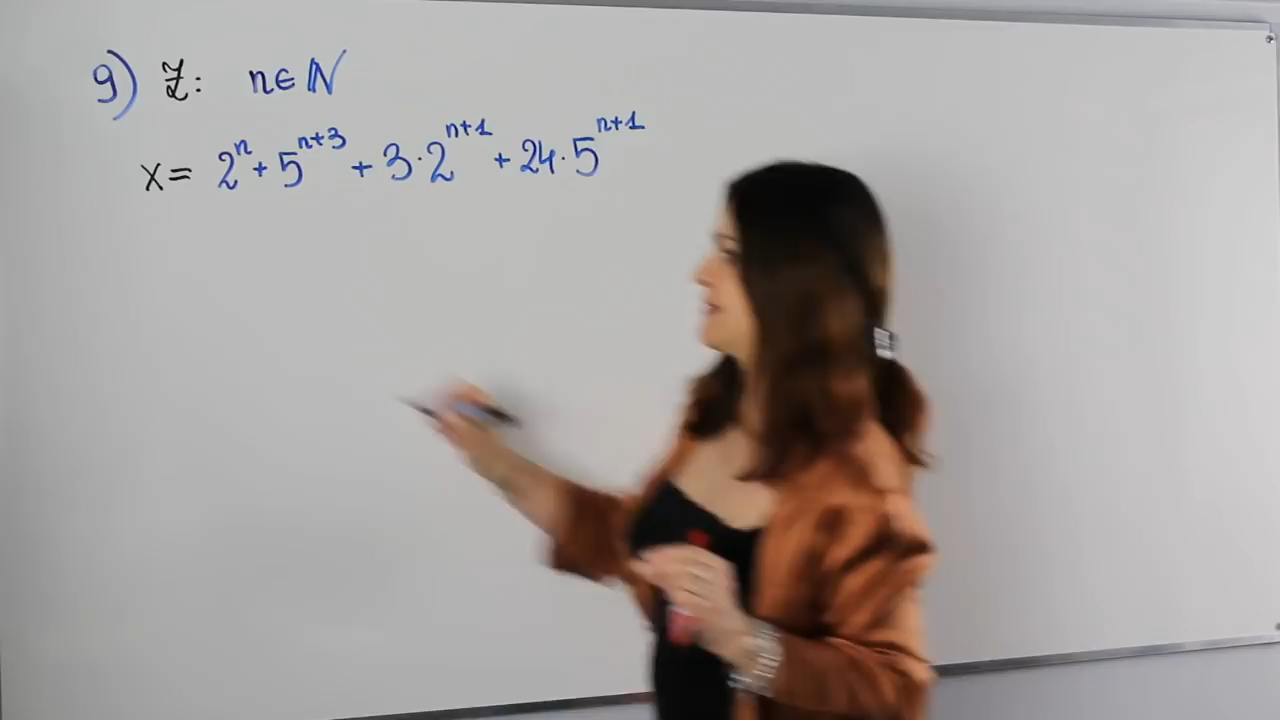 9) Z: n ∈ ℕ
x = 2^n + 5^{n+3} + 3·2^{n+1} + 24·5^{n+1}